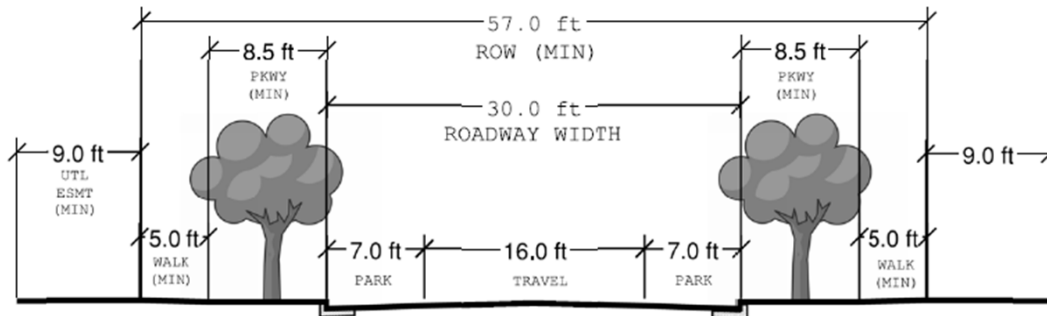 57.0 ft
ROW (MIN)
8.5 ft
PKWY
(MIN)
8.5 ft
PKWY
(MIN)
30.0 ft
ROADWAY WIDTH
9.0 ft
UTL
ESMT
(MIN)
9.0 ft
5.0 ft
WALK
(MIN)
7.0 ft
PARK
16.0 ft
TRAVEL
7.0 ft
PARK
5.0 ft
WALK
(MIN)